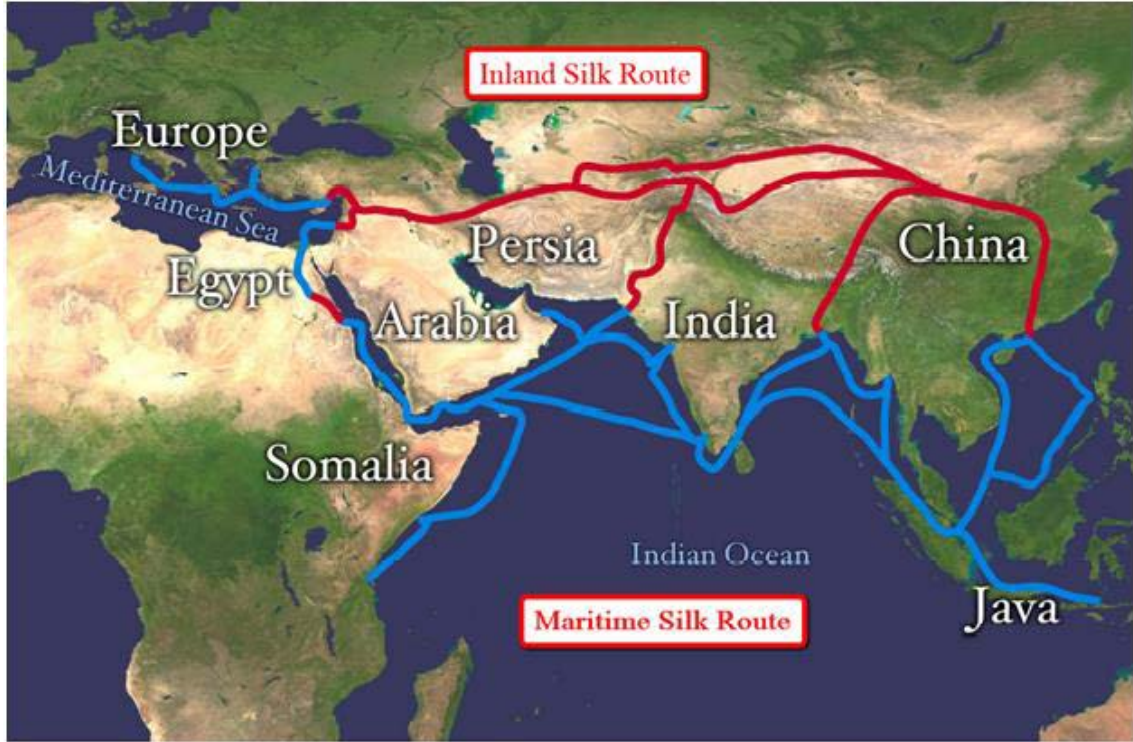 Inland Silk Route
Europe
Mediterranean Sea
Egypt
Arabia
Persia
India
China
Somalia
Indian Ocean
Maritime Silk Route
Java